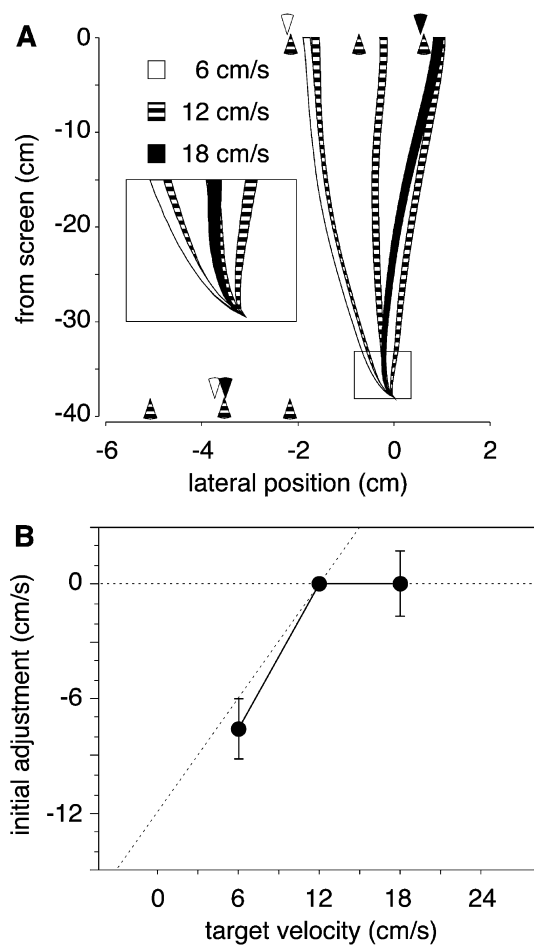 A
from screen (cm)
0
-10
-20
-30
-40
6 cm/s
12 cm/s
18 cm/s
-6
-4
-2
0
2
lateral position (cm)
B
initial adjustment (cm/s)
0
-6
-12
0
6
12
18
24
target velocity (cm/s)